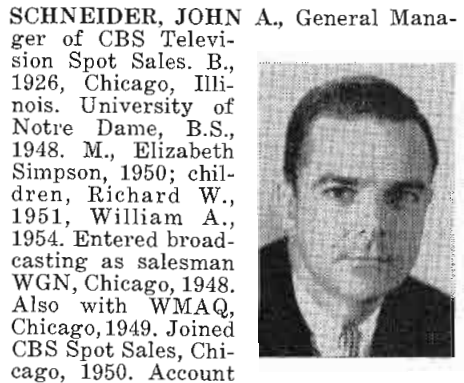 SCHNEIDER, JOHN A., General Mana-
ger of CBS Televi-
sion Spot Sales. B.,
1926, Chicago, Illi-
nois. University of
Notre Dame, B.S.,
1948. M., Elizabeth
Simpson, 1950; chil-
dren, Richard W.,
1951, William A.,
1954. Entered broad-
casting as salesman
WGN, Chicago, 1948.
Also with WMAQ,
Chicago, 1949. Joined
CBS Spot Sales, Chi-
cago, 1950. Account